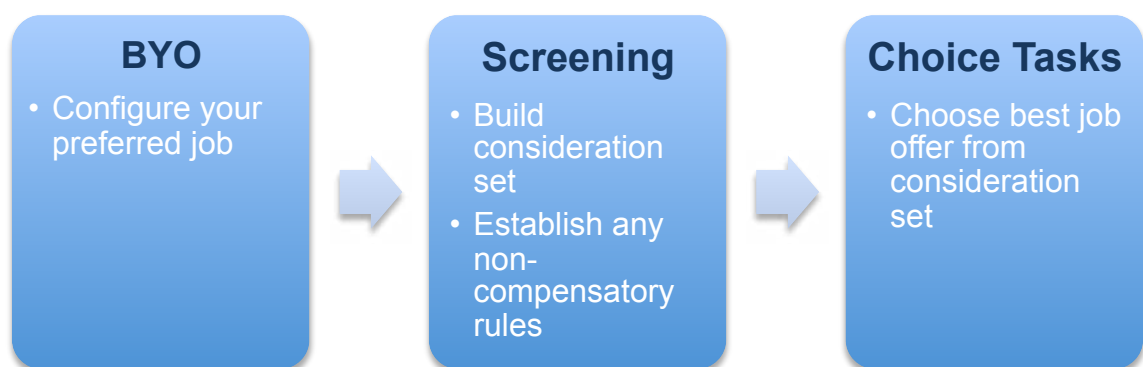 BYO
• Configure your
preferred job
Screening
• Build
consideration
set
• Establish any
non-
compensatory
rules
Choice Tasks
• Choose best job
offer from
consideration
set